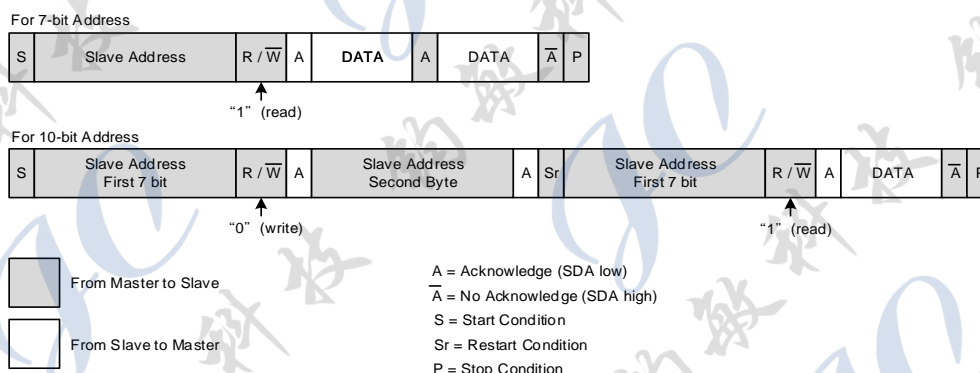 For 7-bit Address
S Slave Address R / W̅ A DATA A DATA A̅ P
“1” (read)
For 10-bit Address
S Slave Address First 7 bit R / W̅ A Slave Address Second Byte A Sr Slave Address First 7 bit R / W̅ A DATA A̅ P
“0” (write) “1” (read)
From Master to Slave
From Slave to Master
A = Acknowledge (SDA low)
A̅ = No Acknowledge (SDA high)
S = Start Condition
Sr = Restart Condition
P = Stop Condition